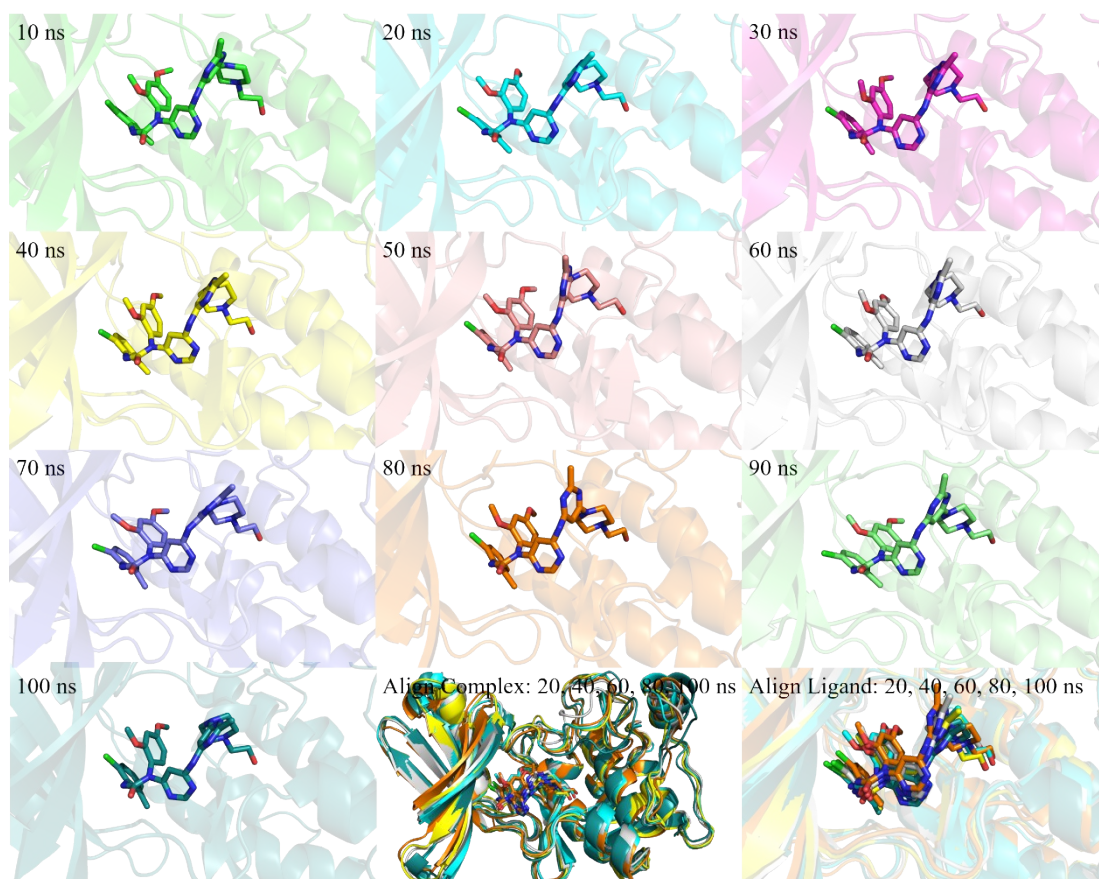 10 ns
20 ns
30 ns
40 ns
50 ns
60 ns
70 ns
80 ns
90 ns
100 ns
Align Complex: 20, 40, 60, 80, 100 ns
Align Ligand: 20, 40, 60, 80, 100 ns